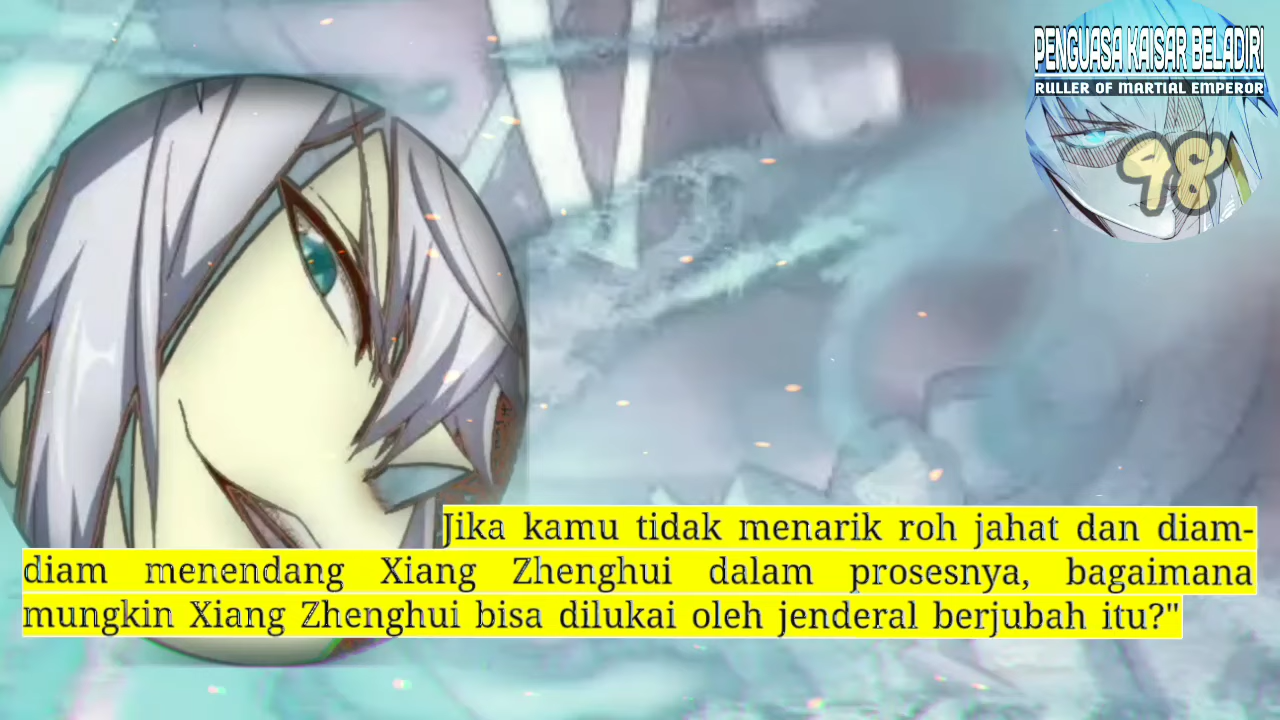 PENGUASA KAISAR BELADIRI
RULLER OF MARTIAL EMPEROR
98
Jika kamu tidak menarik roh jahat dan diam-
diam menendang Xiang Zhenghui dalam prosesnya, bagaimana
mungkin Xiang Zhenghui bisa dilukai oleh jenderal berjubah itu?"